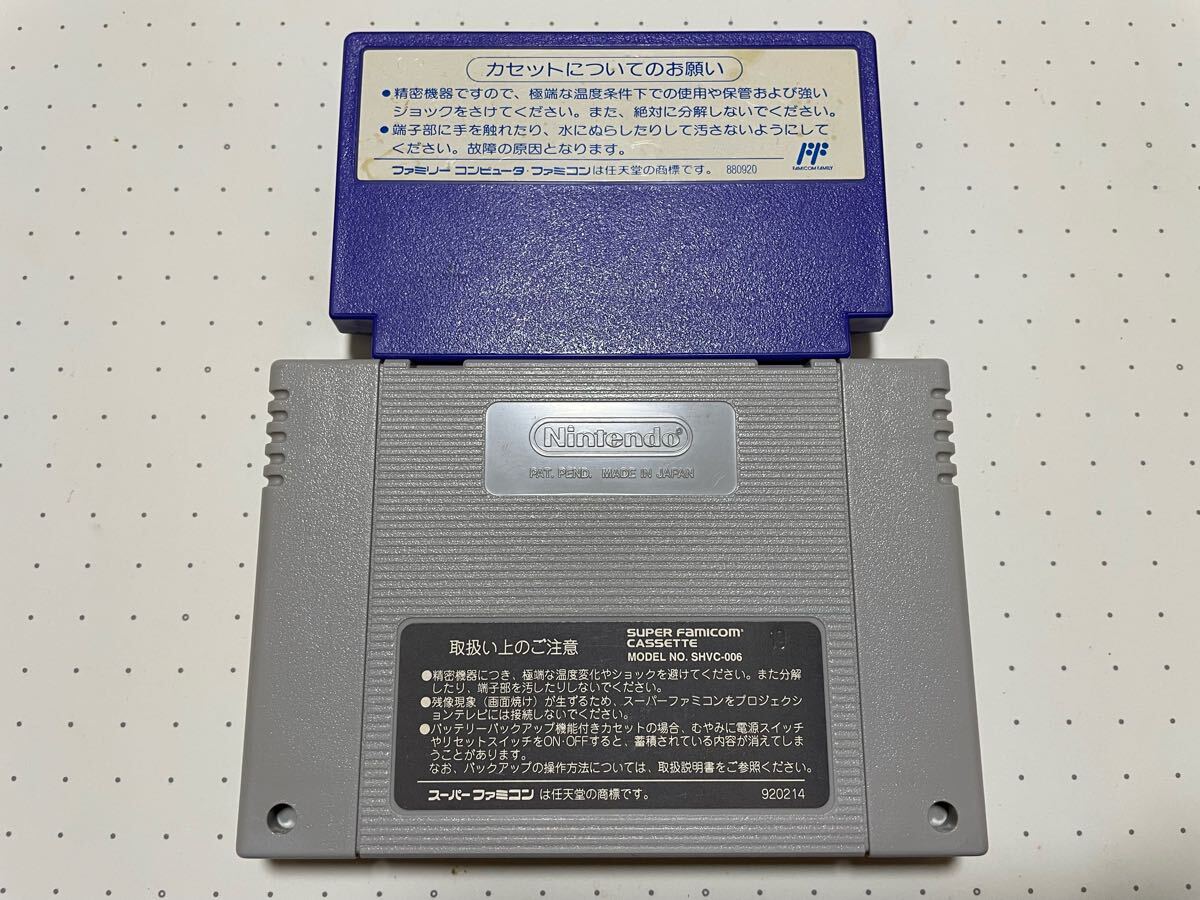 カセットについてのお願い
●精密機器ですので、極端な温度条件下での使用や保管および強い
ショックをさけてください。また、絶対に分解しないでください。
●端子部に手を触れたり、水にぬらしたりして汚さないようにして
ください。故障の原因となります。
FAMICOM FAMILY
ファミリー コンピュータ・ファミコンは任天堂の商標です。 880920
Nintendo®
PAT. PEND. MADE IN JAPAN
取扱い上のご注意
SUPER FAMICOM
CASSETTE
MODEL NO. SHVC-006
●精密機器につき、極端な温度変化やショックを避けてください。また分解
したり、端子部を汚したりしないでください。
●残像現象（画面焼け）が生ずるため、スーパーファミコンをプロジェクシ
ョンテレビには接続しないでください。
●バッテリーバックアップ機能付きカセットの場合、むやみに電源スイッチ
やリセットスイッチをON·OFFすると、蓄積されている内容が消えてしま
うことがあります。
なお、バックアップの操作方法については、取扱説明書をご参照ください。
スーパーファミコン は任天堂の商標です。 920214